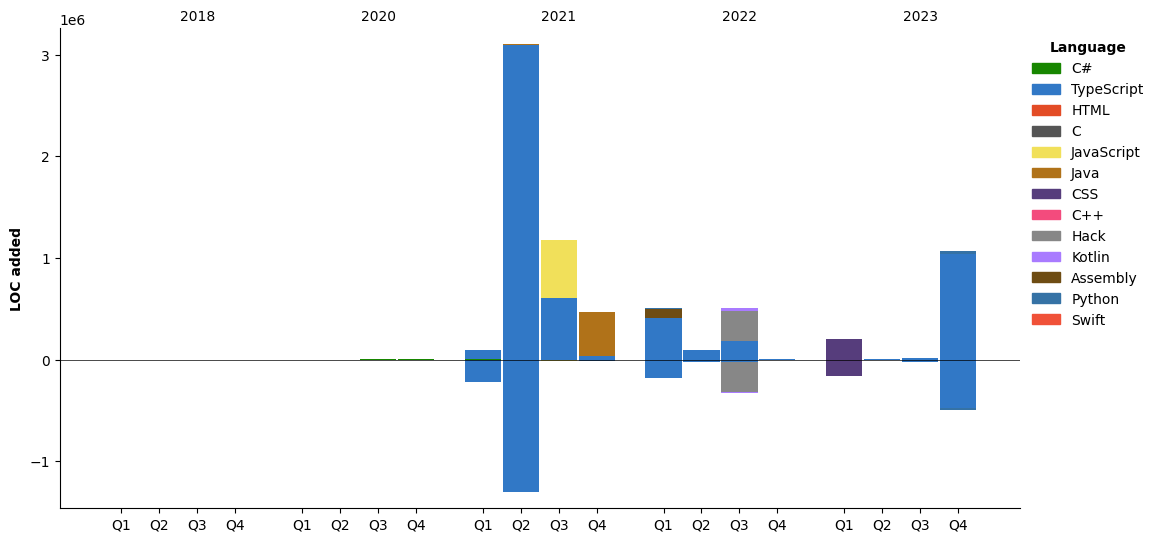 2018 2020 2021 2022 2023
1e6
Language
C#
TypeScript
HTML
C
JavaScript
Java
CSS
C++
Hack
Kotlin
Assembly
Python
Swift
LOC added
3
2
1
0
−1
Q1 Q2 Q3 Q4 Q1 Q2 Q3 Q4 Q1 Q2 Q3 Q4 Q1 Q2 Q3 Q4 Q1 Q2 Q3 Q4